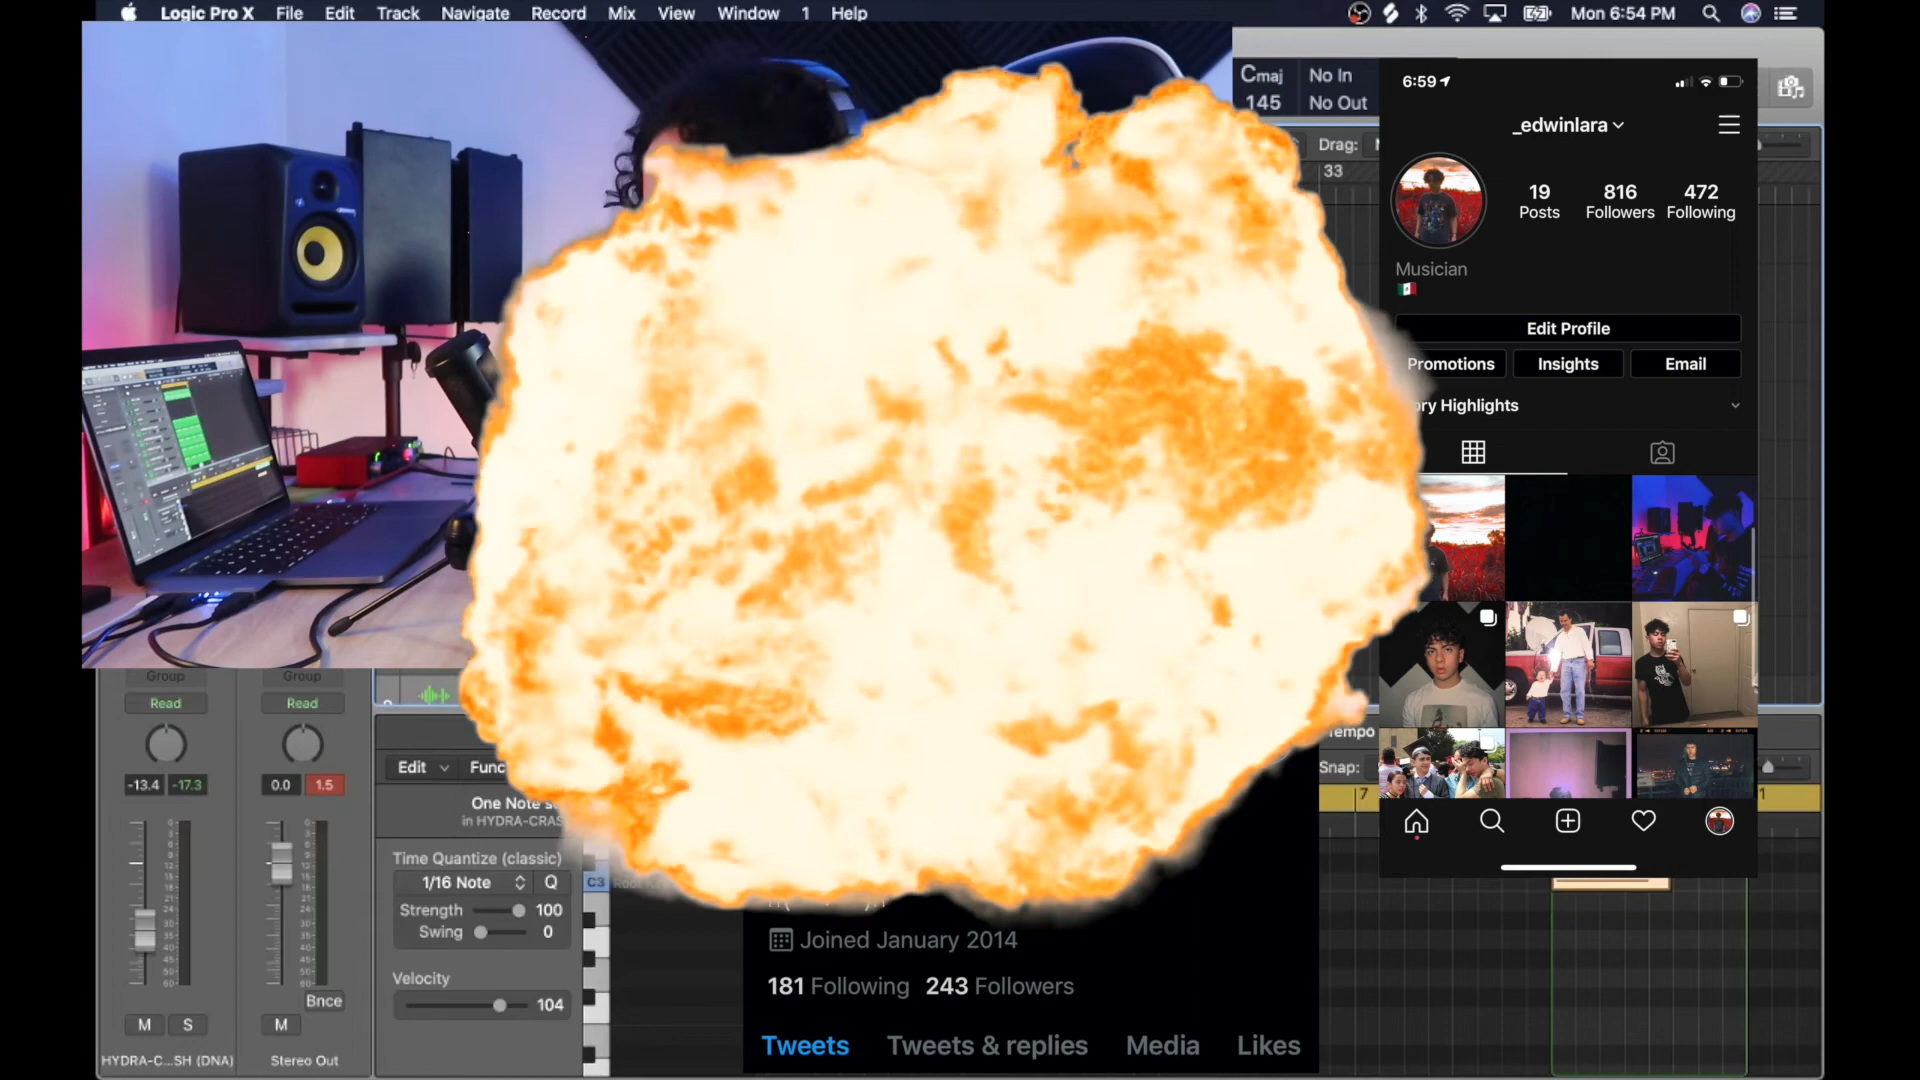 Logic Pro X File Edit Track Navigate Record Mix View Window 1 Help Mon 6:54 PM
Cmaj No In
145 No Out
Drag:
33
6:59
_edwinlara
19 816 472
Posts Followers Following
Musician
Edit Profile
Promotions Insights Email
ory Highlights
Group Group
Read Read
-13.4 -17.3 0.0 1.5
Bnce
M S M
HYDRA-C...SH (DNA) Stereo Out
Edit Func
One Note s
in HYDRA-CRAS
Time Quantize (classic)
1/16 Note Q
Strength 100
Swing 0
Velocity
104
C3
Tempo
Snap:
7
Joined January 2014
181 Following 243 Followers
Tweets Tweets & replies Media Likes